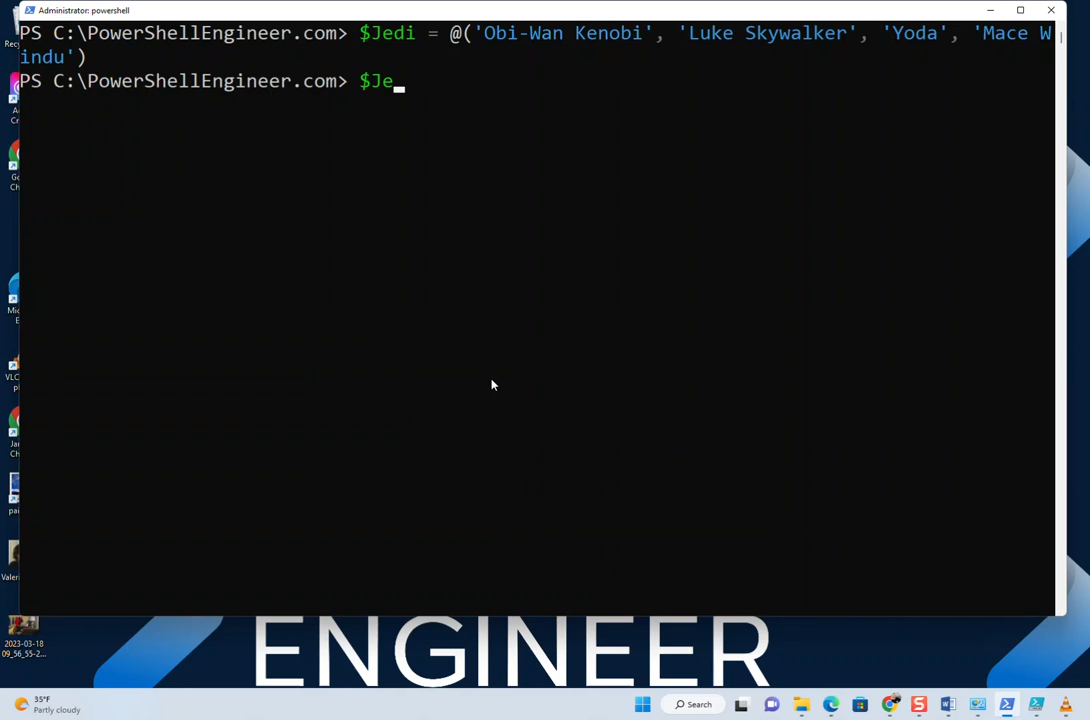 Administrator: powershell
PS C:\PowerShellEngineer.com> $Jedi = @('Obi-Wan Kenobi', 'Luke Skywalker', 'Yoda', 'Mace W
indu')
PS C:\PowerShellEngineer.com> $Je
ENGINEER
2023-03-18
09_56_55-2...
35°F
Partly cloudy
Search